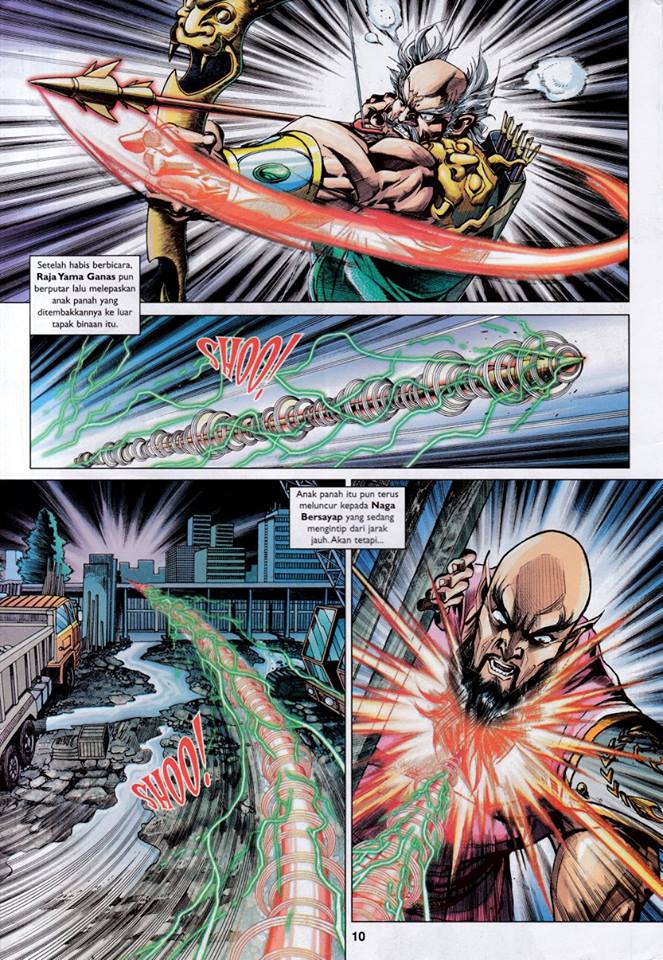 Setelah habis berbicara,
Raja Yama Ganas pun
berputar lalu melepaskan
anak panah yang
ditembakkannya ke luar
tapak binaan itu.
SHOO!
Anak panah itu pun terus
meluncur kepada Naga
Bersayap yang sedang
mengintip dari jarak
jauh. Akan tetapi...
SHOO!
10